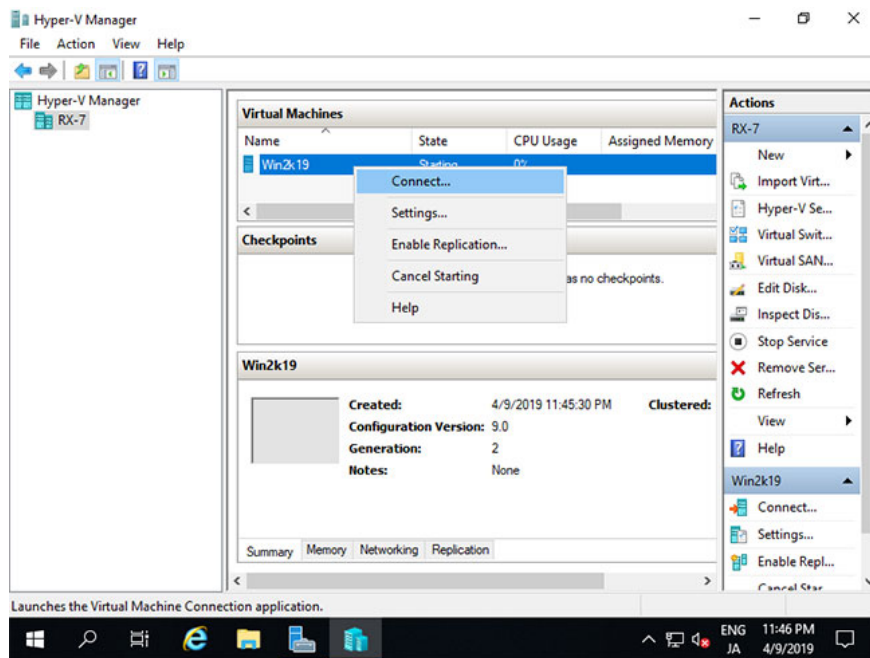 Hyper-V Manager
File Action View Help
Hyper-V Manager
RX-7
Virtual Machines
Name State CPU Usage Assigned Memory
Win2k19 Starting 0%
Connect...
Settings...
Enable Replication...
Cancel Starting
Help
Checkpoints
as no checkpoints.
Win2k19
Created: 4/9/2019 11:45:30 PM Clustered:
Configuration Version: 9.0
Generation: 2
Notes: None
Summary Memory Networking Replication
Actions
RX-7
New
Import Virt...
Hyper-V Se...
Virtual Swit...
Virtual SAN...
Edit Disk...
Inspect Dis...
Stop Service
Remove Ser...
Refresh
View
Help
Win2k19
Connect...
Settings...
Enable Repl...
Cancel Star
Launches the Virtual Machine Connection application.
ENG 11:46 PM
JA 4/9/2019